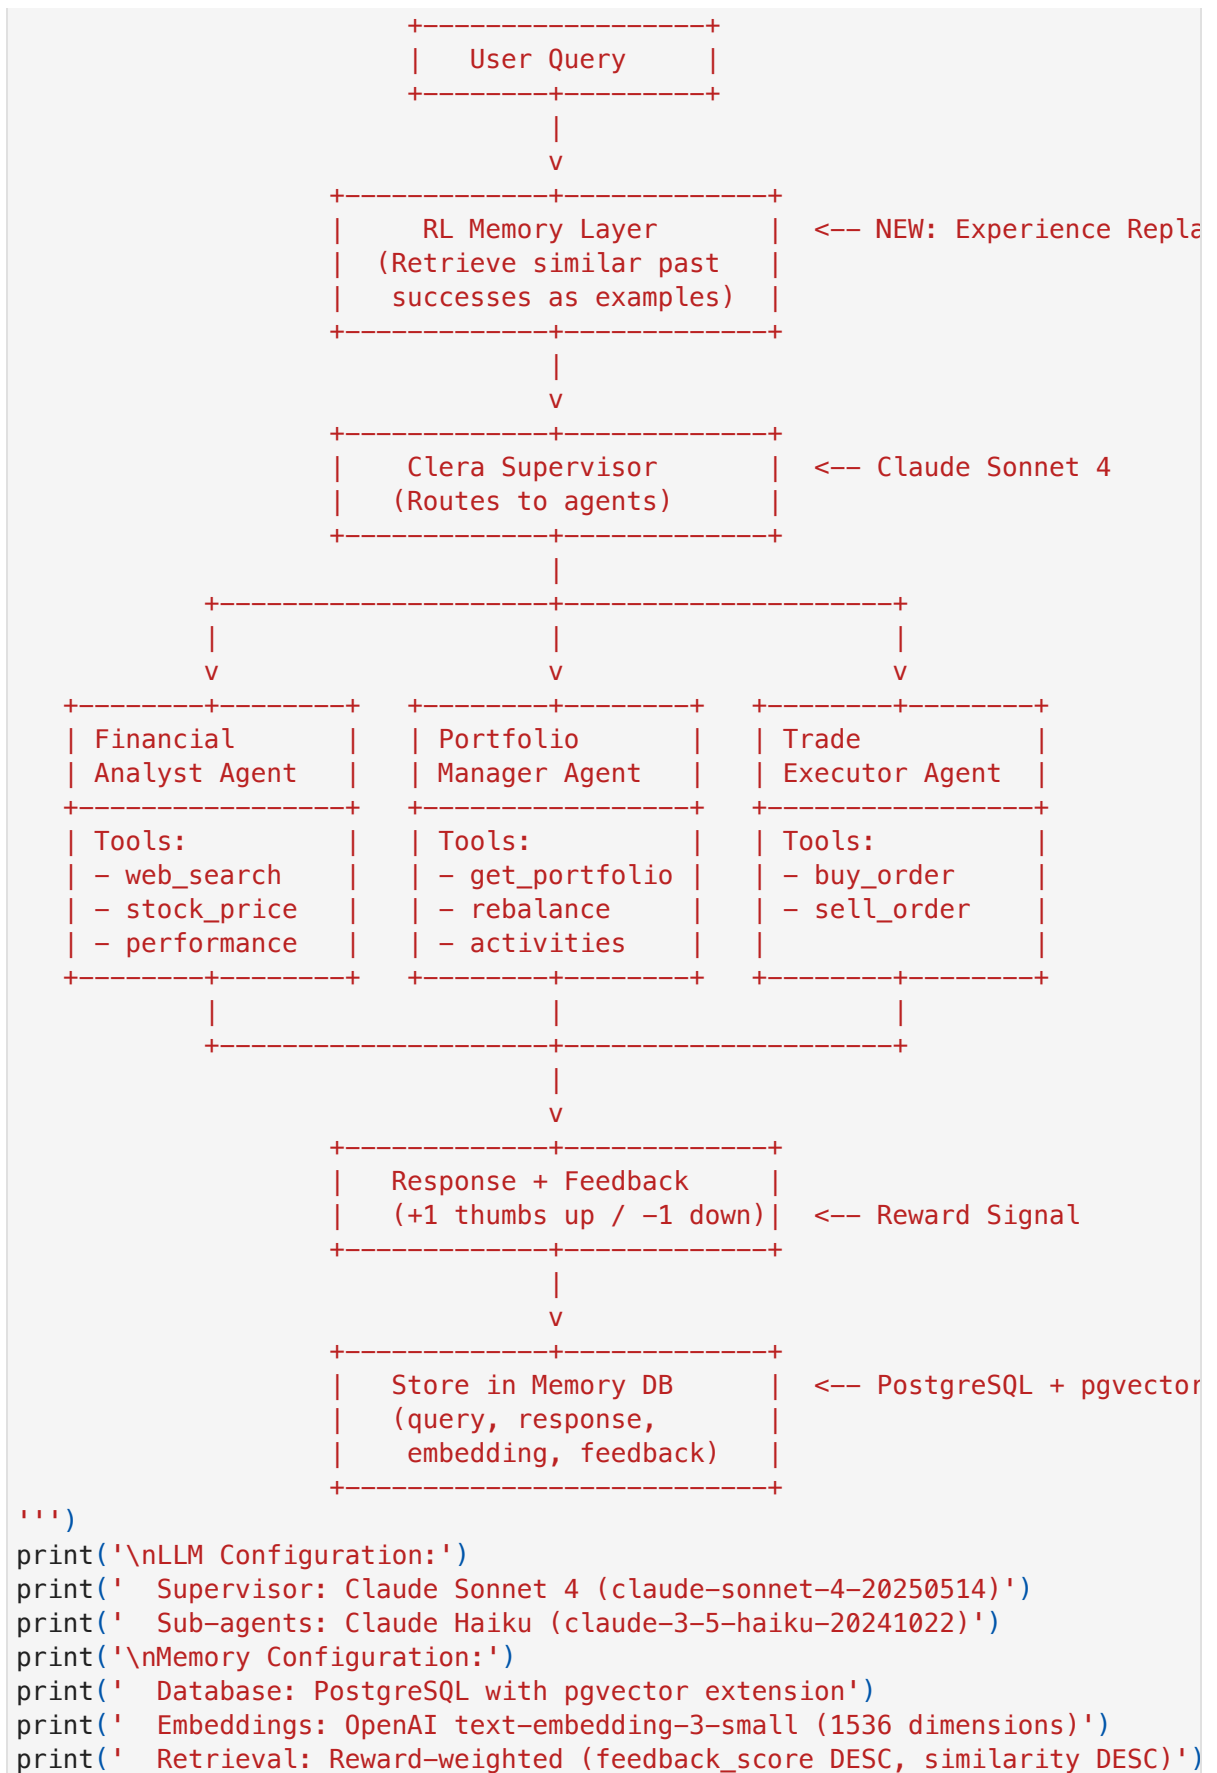 +------------------+
                         |   User Query     |
                         +--------+---------+
                                  |
                                  v
                    +-------------+-------------+
                    |     RL Memory Layer       |  <-- NEW: Experience Repla
                    |  (Retrieve similar past   |
                    |   successes as examples)  |
                    +-------------+-------------+
                                  |
                                  v
                    +-------------+-------------+
                    |    Clera Supervisor       |  <-- Claude Sonnet 4
                    |   (Routes to agents)      |
                    +-------------+-------------+
                                  |
            +---------------------+---------------------+
            |                     |                     |
            v                     v                     v
   +--------+--------+   +--------+--------+   +--------+--------+
   | Financial       |   | Portfolio       |   | Trade           |
   | Analyst Agent   |   | Manager Agent   |   | Executor Agent  |
   +-----------------+   +-----------------+   +-----------------+
   | Tools:          |   | Tools:          |   | Tools:          |
   | - web_search    |   | - get_portfolio |   | - buy_order     |
   | - stock_price   |   | - rebalance     |   | - sell_order    |
   | - performance   |   | - activities    |   |                 |
   +--------+--------+   +--------+--------+   +--------+--------+
            |                     |                     |
            +---------------------+---------------------+
                                  |
                                  v
                    +-------------+-------------+
                    |   Response + Feedback     |
                    |   (+1 thumbs up / -1 down)|  <-- Reward Signal
                    +-------------+-------------+
                                  |
                                  v
                    +-------------+-------------+
                    |   Store in Memory DB      |  <-- PostgreSQL + pgvector
                    |   (query, response,       |
                    |    embedding, feedback)   |
                    +---------------------------+
''')
print('\nLLM Configuration:')
print('  Supervisor: Claude Sonnet 4 (claude-sonnet-4-20250514)')
print('  Sub-agents: Claude Haiku (claude-3-5-haiku-20241022)')
print('\nMemory Configuration:')
print('  Database: PostgreSQL with pgvector extension')
print('  Embeddings: OpenAI text-embedding-3-small (1536 dimensions)')
print('  Retrieval: Reward-weighted (feedback_score DESC, similarity DESC)')